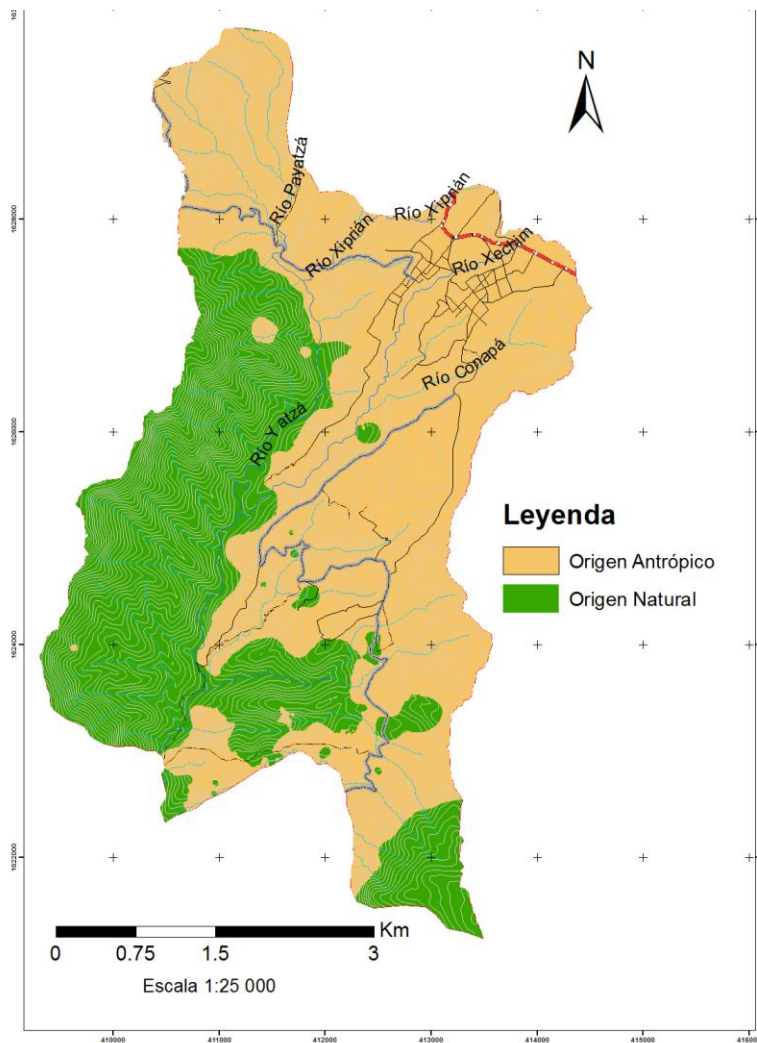 N
Río Payatzá
Río Xiprián
Río Xiprián
Río Xechim
Río Conapá
Río Y atzá
1628000
1626000
1624000
1622000
Leyenda
Origen Antrópico
Origen Natural
Km
0 0.75 1.5 3
Escala 1:25 000
410000 411000 412000 413000 414000 415000